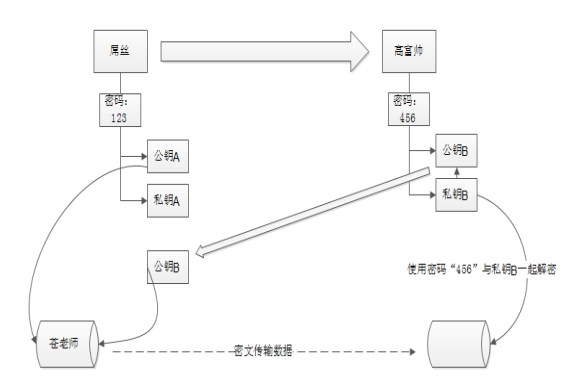 屌丝
高富帅
密码：
123
密码：
456
公钥A
公钥B
私钥A
私钥B
公钥B
使用密码“456”与私钥B一起解密
苍老师
密文传输数据